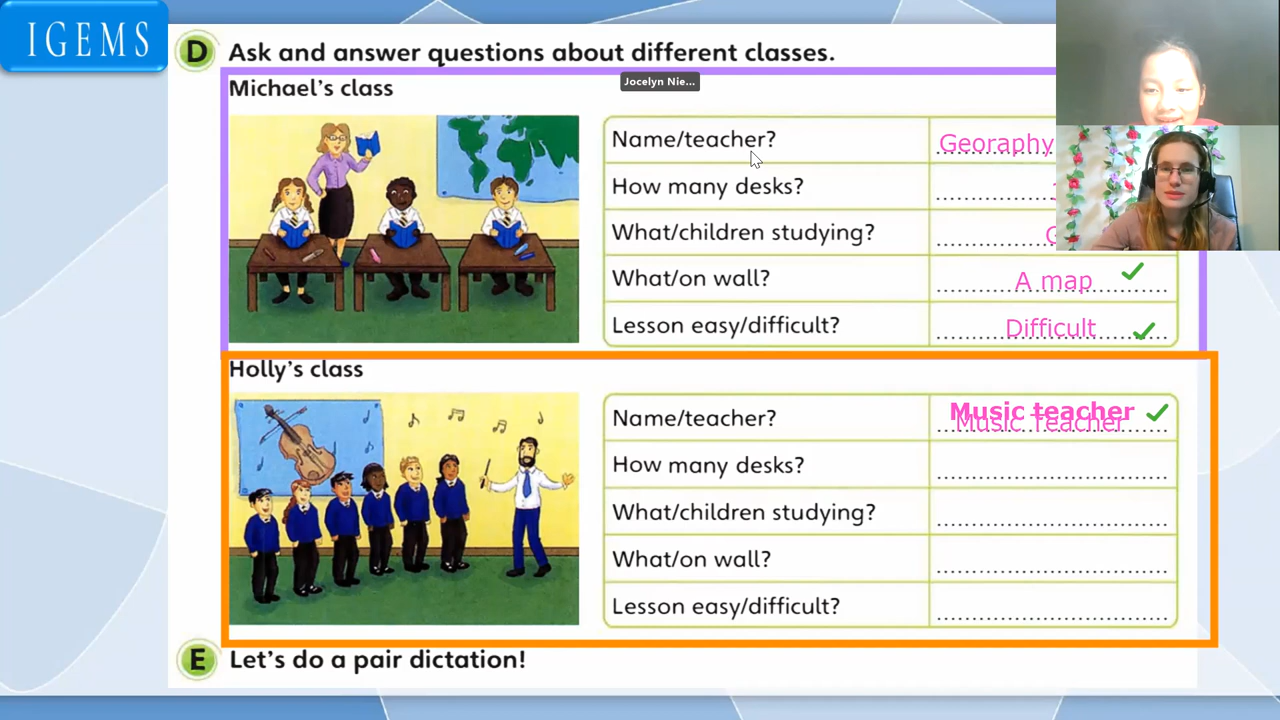 IGEMS
D Ask and answer questions about different classes.
Jocelyn Nie...
Michael's class
Name/teacher? Georaphy
How many desks?
What/children studying?
What/on wall? A map
Lesson easy/difficult? Difficult
Holly's class
Name/teacher? Music teacher
Music Teacher
How many desks?
What/children studying?
What/on wall?
Lesson easy/difficult?
E Let's do a pair dictation!